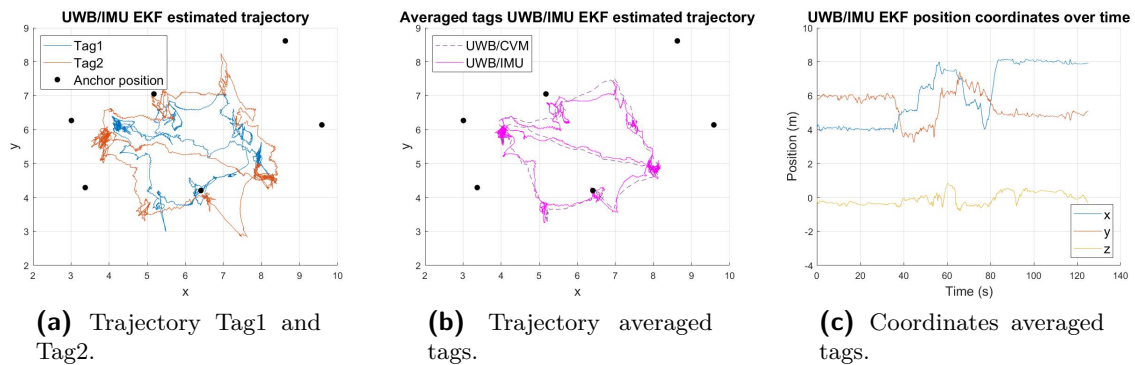 UWB/IMU EKF estimated trajectory
9
8
7
6
5
4
3
2
y
2 3 4 5 6 7 8 9 10
x
Tag1
Tag2
Anchor position
(a) Trajectory Tag1 and
Tag2.
Averaged tags UWB/IMU EKF estimated trajectory
9
8
7
6
5
4
3
2
y
2 3 4 5 6 7 8 9 10
x
UWB/CVM
UWB/IMU
(b) Trajectory averaged
tags.
UWB/IMU EKF position coordinates over time
10
8
6
4
2
0
-2
-4
Position (m)
0 20 40 60 80 100 120 140
Time (s)
x
y
z
(c) Coordinates averaged
tags.